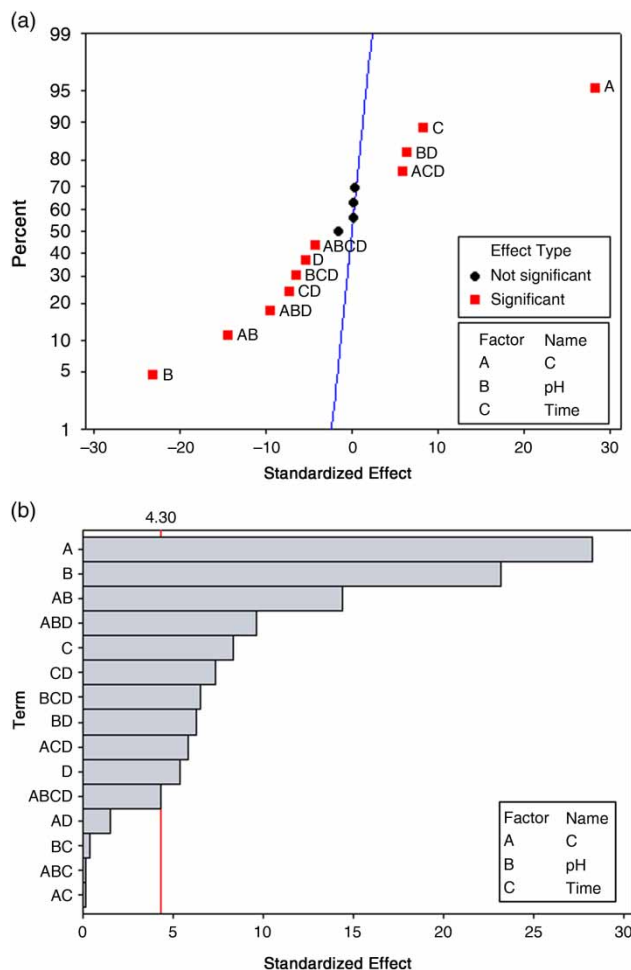 (a)
99
95
90
80
70
60
50
40
30
20
10
5
1
Percent
A
C
BD
ACD
ABCD
D
BCD
CD
ABD
AB
B
Effect Type
Not significant
Significant
Factor Name
A C
B pH
C Time
–30 –20 –10 0 10 20 30
Standardized Effect
(b)
4.30
Term
A
B
AB
ABD
C
CD
BCD
BD
ACD
D
ABCD
AD
BC
ABC
AC
Factor Name
A C
B pH
C Time
0 5 10 15 20 25 30
Standardized Effect